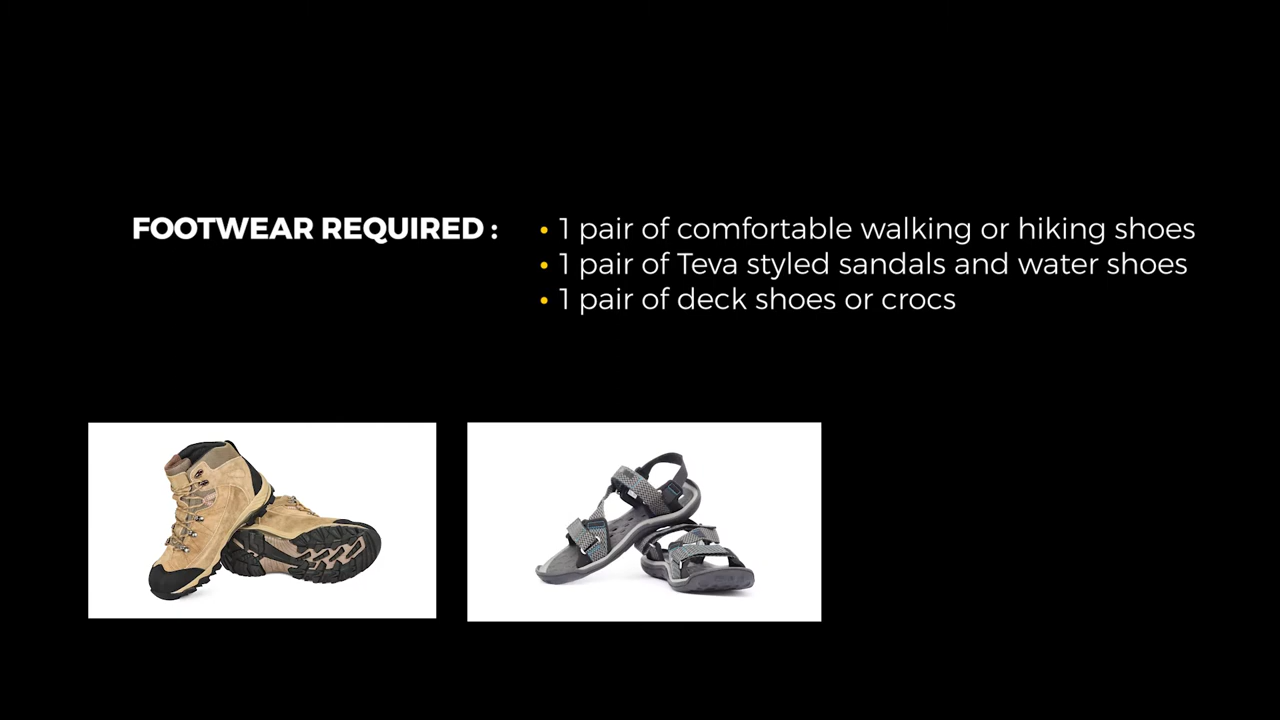 FOOTWEAR REQUIRED :
• 1 pair of comfortable walking or hiking shoes
• 1 pair of Teva styled sandals and water shoes
• 1 pair of deck shoes or crocs